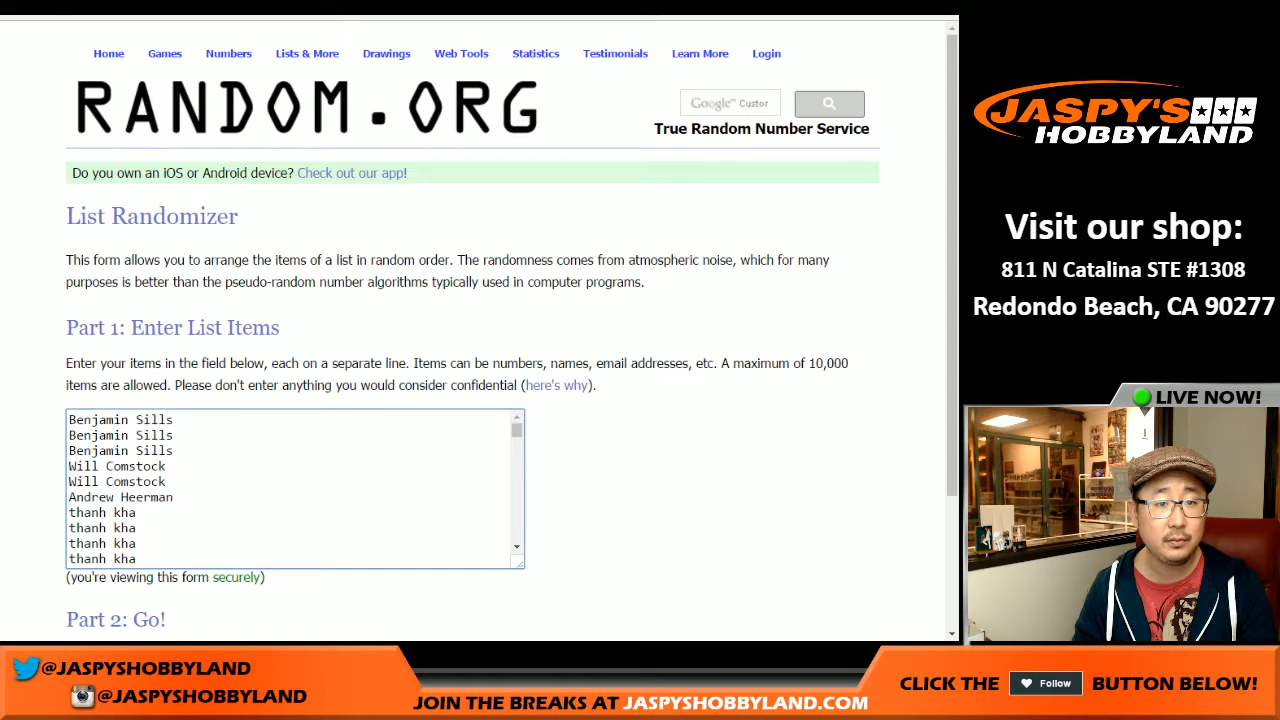 Home Games Numbers Lists & More Drawings Web Tools Statistics Testimonials Learn More Login
RANDOM.ORG
Google™ Custor
True Random Number Service
Do you own an iOS or Android device? Check out our app!
List Randomizer
This form allows you to arrange the items of a list in random order. The randomness comes from atmospheric noise, which for many
purposes is better than the pseudo-random number algorithms typically used in computer programs.
Part 1: Enter List Items
Enter your items in the field below, each on a separate line. Items can be numbers, names, email addresses, etc. A maximum of 10,000
items are allowed. Please don't enter anything you would consider confidential (here's why).
Benjamin Sills
Benjamin Sills
Benjamin Sills
Will Comstock
Will Comstock
Andrew Heerman
thanh kha
thanh kha
thanh kha
thanh kha
(you're viewing this form securely)
Part 2: Go!
JASPY'S
HOBBYLAND
Visit our shop:
811 N Catalina STE #1308
Redondo Beach, CA 90277
LIVE NOW!
@JASPYSHOBBYLAND
@JASPYSHOBBYLAND
JOIN THE BREAKS AT JASPYSHOBBYLAND.COM
CLICK THE Follow BUTTON BELOW!